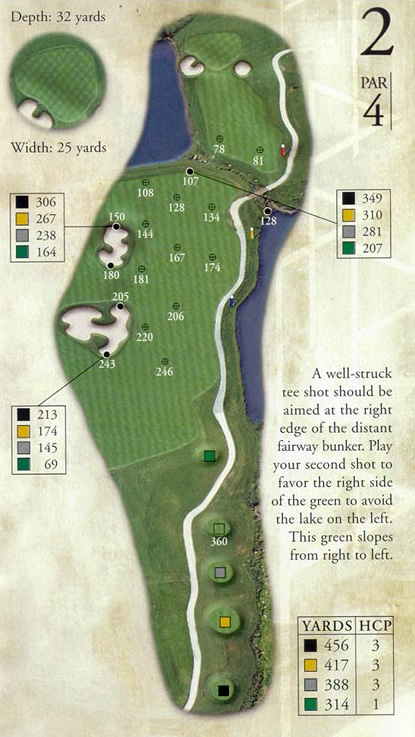 Depth: 32 yards
2
PAR
4
Width: 25 yards
78
81
107
108
128
134
128
349
310
281
207
306
267
238
164
150
144
167
174
180
181
205
206
220
243
246
213
174
145
69
A well-struck
tee shot should be
aimed at the right
edge of the distant
fairway bunker. Play
your second shot to
favor the right side
of the green to avoid
the lake on the left.
This green slopes
from right to left.
360
YARDS HCP
456 3
417 3
388 3
314 1